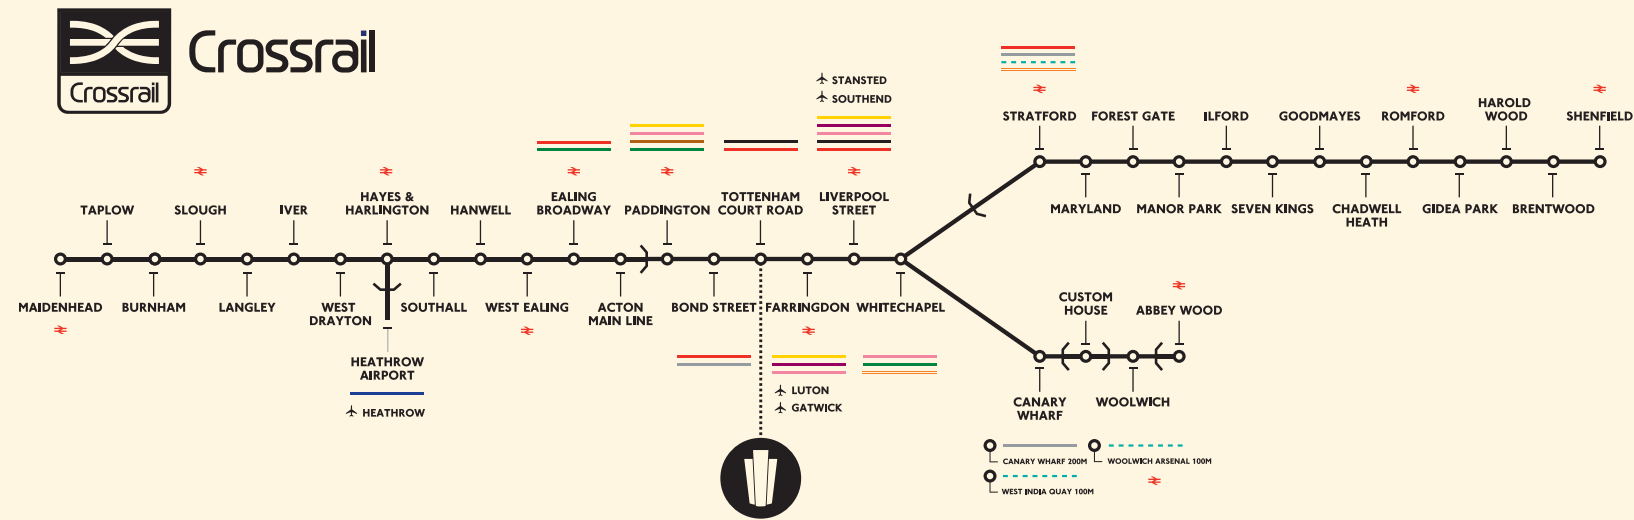 Crossrail
Crossrail
STANSTED
SOUTHEND
TAPLOW
SLOUGH
IVER
HAYES &
HARLINGTON
HANWELL
EALING
BROADWAY
PADDINGTON
TOTTENHAM
COURT ROAD
LIVERPOOL
STREET
MAIDENHEAD
BURNHAM
LANGLEY
WEST
DRAYTON
SOUTHALL
WEST EALING
ACTON
MAIN LINE
BOND STREET
FARRINGDON
WHITECHAPEL
HEATHROW
AIRPORT
HEATHROW
LUTON
GATWICK
STRATFORD
FOREST GATE
ILFORD
GOODMAYES
ROMFORD
HAROLD
WOOD
SHENFIELD
MARYLAND
MANOR PARK
SEVEN KINGS
CHADWELL
HEATH
GIDEA PARK
BRENTWOOD
CUSTOM
HOUSE
ABBEY WOOD
CANARY
WHARF
WOOLWICH
CANARY WHARF 200M
WOOLWICH ARSENAL 100M
WEST INDIA QUAY 100M